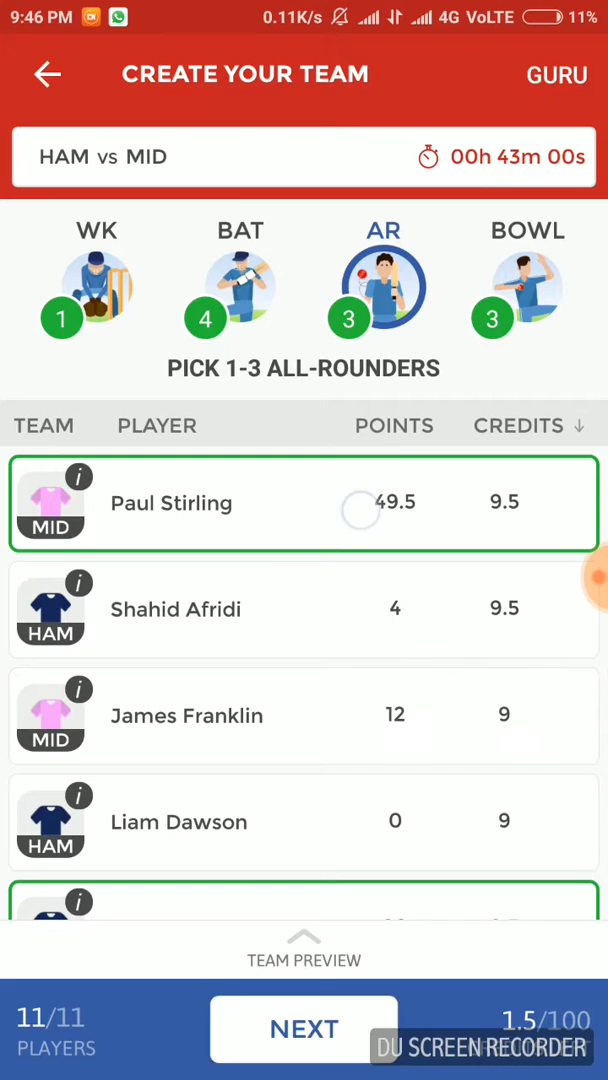 9:46 PM 0.11K/s 4G VoLTE 11%
CREATE YOUR TEAM GURU
HAM vs MID 00h 43m 00s
WK BAT AR BOWL
1 4 3 3
PICK 1-3 ALL-ROUNDERS
TEAM PLAYER POINTS CREDITS ↓
i
Paul Stirling 49.5 9.5
MID
i
Shahid Afridi 4 9.5
HAM
i
James Franklin 12 9
MID
i
Liam Dawson 0 9
HAM
i
TEAM PREVIEW
11/11 NEXT 1.5/100
PLAYERS
DU SCREEN RECORDER